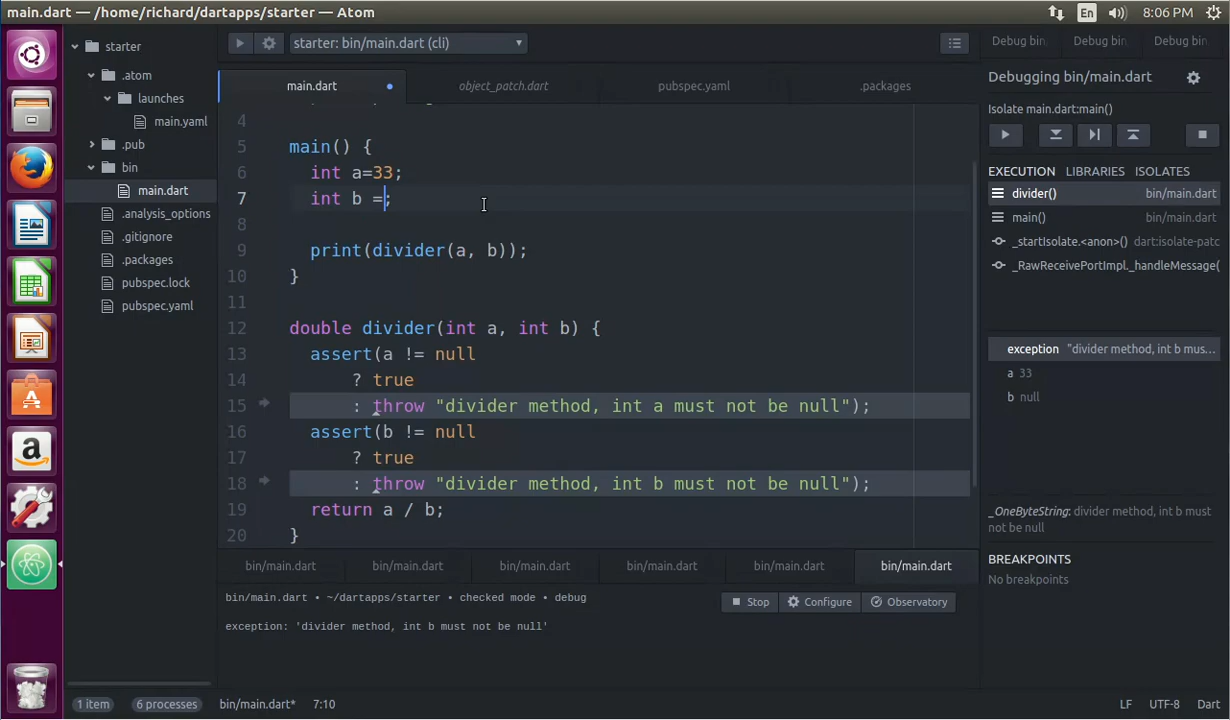 main.dart — /home/richard/dartapps/starter — Atom
En
8:06 PM
starter
.atom
launches
main.yaml
.pub
bin
main.dart
.analysis_options
.gitignore
.packages
pubspec.lock
pubspec.yaml
starter: bin/main.dart (cli)
main.dart
object_patch.dart
pubspec.yaml
.packages
4
5 main() {
6 int a=33;
7 int b =;
8
9 print(divider(a, b));
10 }
11
12 double divider(int a, int b) {
13 assert(a != null
14 ? true
15 : throw "divider method, int a must not be null");
16 assert(b != null
17 ? true
18 : throw "divider method, int b must not be null");
19 return a / b;
20 }
bin/main.dart bin/main.dart bin/main.dart bin/main.dart bin/main.dart bin/main.dart
bin/main.dart • ~/dartapps/starter • checked mode • debug
Stop Configure Observatory
exception: 'divider method, int b must not be null'
Debug bin Debug bin Debug bin
Debugging bin/main.dart
Isolate main.dart:main()
EXECUTION LIBRARIES ISOLATES
divider() bin/main.dart
main() bin/main.dart
_startIsolate.<anon>() dart:isolate-patc
_RawReceivePortImpl._handleMessage(
exception "divider method, int b mus...
a 33
b null
_OneByteString: divider method, int b must
not be null
BREAKPOINTS
No breakpoints
1 item 6 processes bin/main.dart* 7:10 LF UTF-8 Dart